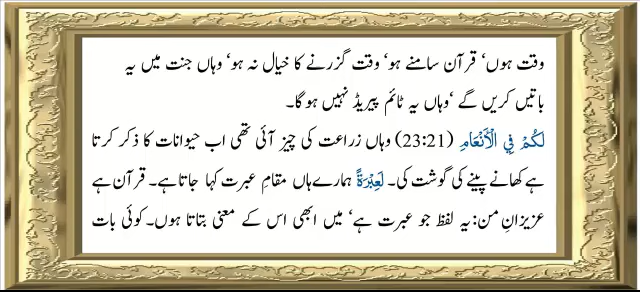 وقت ہوں‘ قرآن سامنے ہو‘ وقت گزرنے کا خیال نہ ہو‘ وہاں جنت میں یہ
باتیں کریں گے ‘وہاں یہ ٹائم پیریڈ نہیں ہو گا۔
لَكُمْ فِي الْأَنْعَامِ (23:21) وہاں زراعت کی چیز آئی تھی اب حیوانات کا ذکر کرتا
ہے کھانے پینے کی گوشت کی۔ لَعِبْرَةً ہمارے ہاں مقامِ عبرت کہا جاتا ہے۔ قرآن ہے
عزیزانِ من: یہ لفظ جو عبرت ہے‘ میں ابھی اس کے معنی بتاتا ہوں۔ کوئی بات